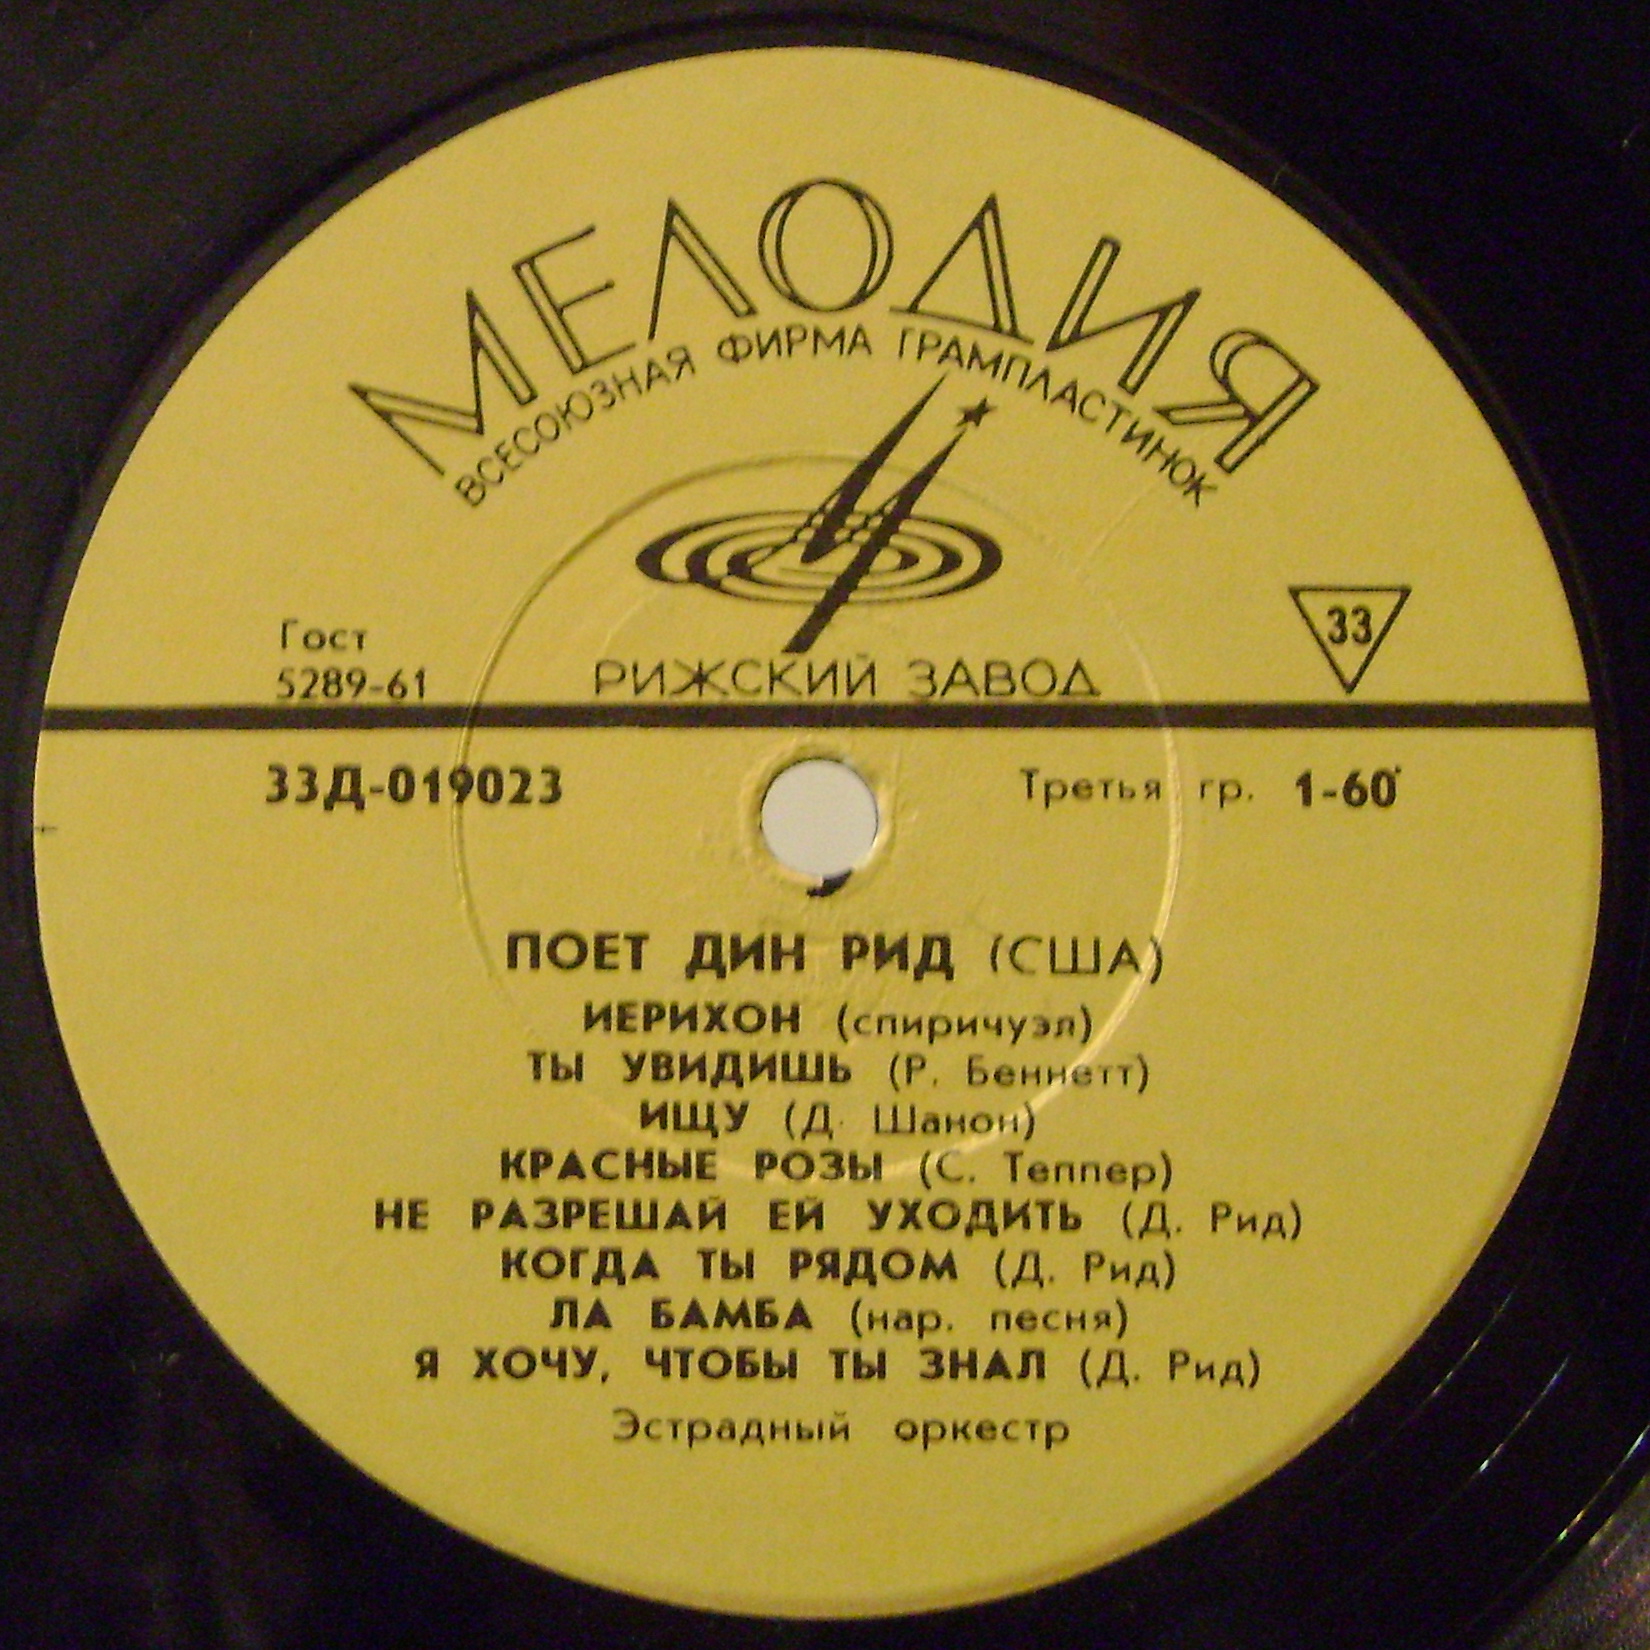 МЕЛОДИЯ
ВСЕСОЮЗНАЯ ФИРМА ГРАМПЛАСТИНОК
Гост
5289-61
РИЖСКИЙ ЗАВОД
33
33Д-019023
Третья гр. 1-60
ПОЕТ ДИН РИД (США)
ИЕРИХОН (спиричуэл)
ТЫ УВИДИШЬ (Р. Беннетт)
ИЩУ (Д. Шанон)
КРАСНЫЕ РОЗЫ (С. Теппер)
НЕ РАЗРЕШАЙ ЕЙ УХОДИТЬ (Д. Рид)
КОГДА ТЫ РЯДОМ (Д. Рид)
ЛА БАМБА (нар. песня)
Я ХОЧУ, ЧТОБЫ ТЫ ЗНАЛ (Д. Рид)
Эстрадный оркестр